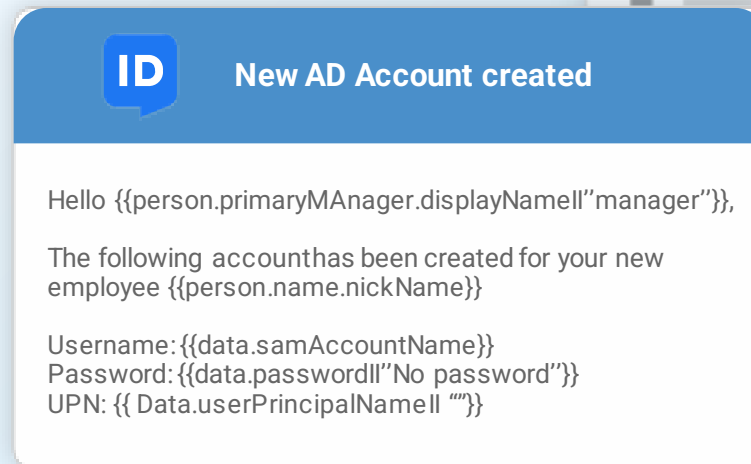 ID
New AD Account created
Hello {{person.primaryMAnager.displayNamell’’manager’’}},
The following accounthas been created for your new
employee {{person.name.nickName}}
Username: {{data.samAccountName}}
Password: {{data.passwordll’’No password’’}}
UPN: {{ Data.userPrincipalNamell “”}}